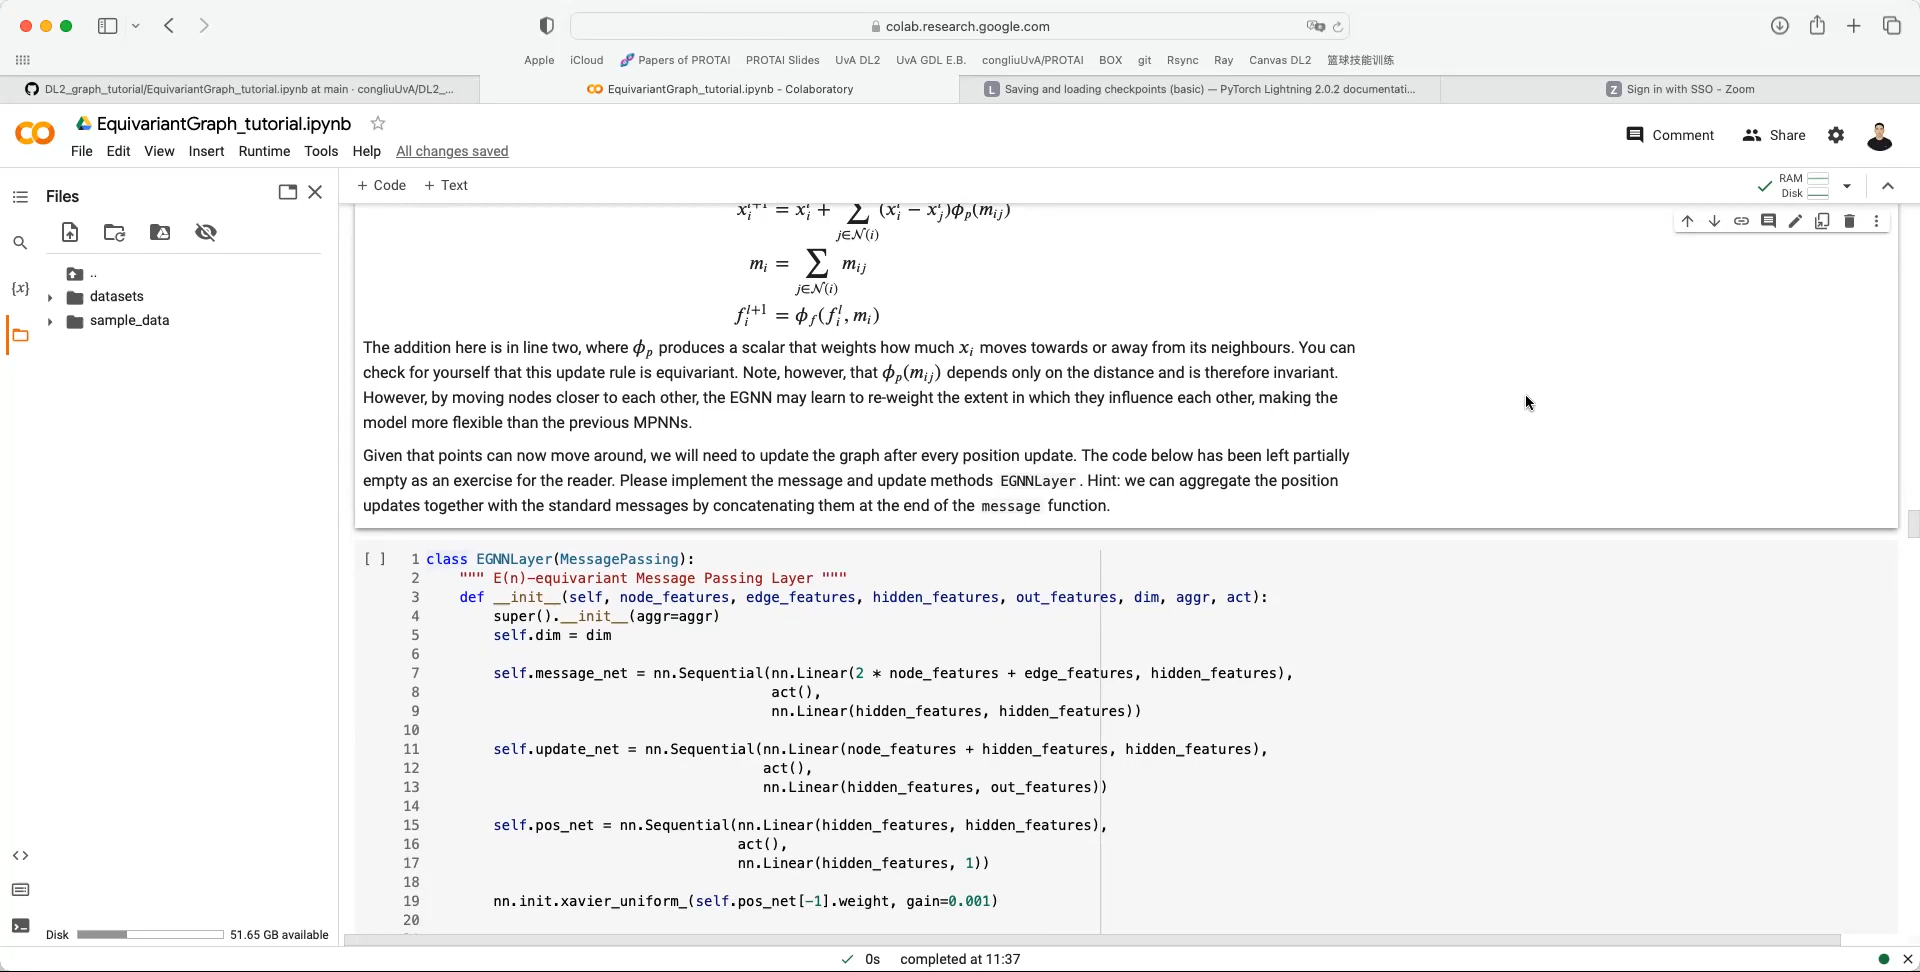 colab.research.google.com
Apple iCloud Papers of PROTAI PROTAI Slides UvA DL2 UvA GDL E.B. congliuUvA/PROTAI BOX git Rsync Ray Canvas DL2 篮球技能训练
DL2_graph_tutorial/EquivariantGraph_tutorial.ipynb at main · congliuUvA/DL2_... EquivariantGraph_tutorial.ipynb - Colaboratory L Saving and loading checkpoints (basic) — PyTorch Lightning 2.0.2 documentati... Z Sign in with SSO - Zoom
EquivariantGraph_tutorial.ipynb
Comment Share
File Edit View Insert Runtime Tools Help All changes saved
Files
+ Code + Text
RAM
Disk
..
datasets
sample_data
{x}
x_i^{l+1} = x_i^l + ∑_{j∈N(i)} (x_i^l − x_j^l)ϕ_p(m_ij)
m_i = ∑_{j∈N(i)} m_ij
f_i^{l+1} = ϕ_f(f_i^l, m_i)
The addition here is in line two, where ϕ_p produces a scalar that weights how much x_i moves towards or away from its neighbours. You can
check for yourself that this update rule is equivariant. Note, however, that ϕ_p(m_ij) depends only on the distance and is therefore invariant.
However, by moving nodes closer to each other, the EGNN may learn to re-weight the extent in which they influence each other, making the
model more flexible than the previous MPNNs.
Given that points can now move around, we will need to update the graph after every position update. The code below has been left partially
empty as an exercise for the reader. Please implement the message and update methods EGNNLayer. Hint: we can aggregate the position
updates together with the standard messages by concatenating them at the end of the message function.
[ ] 1 class EGNNLayer(MessagePassing):
2 """ E(n)-equivariant Message Passing Layer """
3 def __init__(self, node_features, edge_features, hidden_features, out_features, dim, aggr, act):
4 super().__init__(aggr=aggr)
5 self.dim = dim
6
7 self.message_net = nn.Sequential(nn.Linear(2 * node_features + edge_features, hidden_features),
8 act(),
9 nn.Linear(hidden_features, hidden_features))
10
11 self.update_net = nn.Sequential(nn.Linear(node_features + hidden_features, hidden_features),
12 act(),
13 nn.Linear(hidden_features, out_features))
14
15 self.pos_net = nn.Sequential(nn.Linear(hidden_features, hidden_features),
16 act(),
17 nn.Linear(hidden_features, 1))
18
19 nn.init.xavier_uniform_(self.pos_net[-1].weight, gain=0.001)
20
Disk 51.65 GB available
0s completed at 11:37